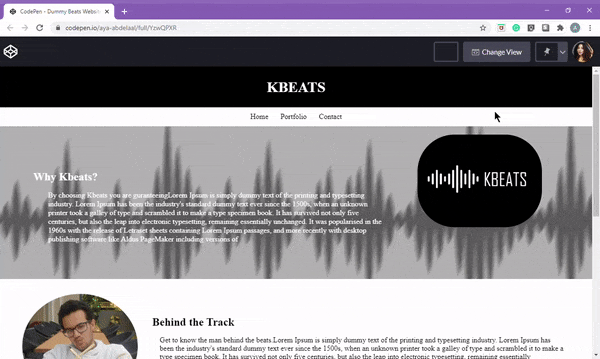 CodePen - Dummy Beats Websit
codepen.io/aya-abdelaal/full/YzwQPXR
Change View
KBEATS
Home Portfolio Contact
KBEATS
Why Kbeats?
By choosing Kbeats you are guranteeingLorem Ipsum is simply dummy text of the printing and typesetting
industry. Lorem Ipsum has been the industry's standard dummy text ever since the 1500s, when an unknown
printer took a galley of type and scrambled it to make a type specimen book. It has survived not only five
centuries, but also the leap into electronic typesetting, remaining essentially unchanged. It was popularised in the
1960s with the release of Letraset sheets containing Lorem Ipsum passages, and more recently with desktop
publishing software like Aldus PageMaker including versions of
Behind the Track
Get to know the man behind the beats.Lorem Ipsum is simply dummy text of the printing and typesetting
industry. Lorem Ipsum has been the industry's standard dummy text ever since the 1500s, when an unknown printer took a galley of type and scrambled it to make a type
specimen book. It has survived not only five centuries, but also the leap into electronic typesetting, remaining essentially